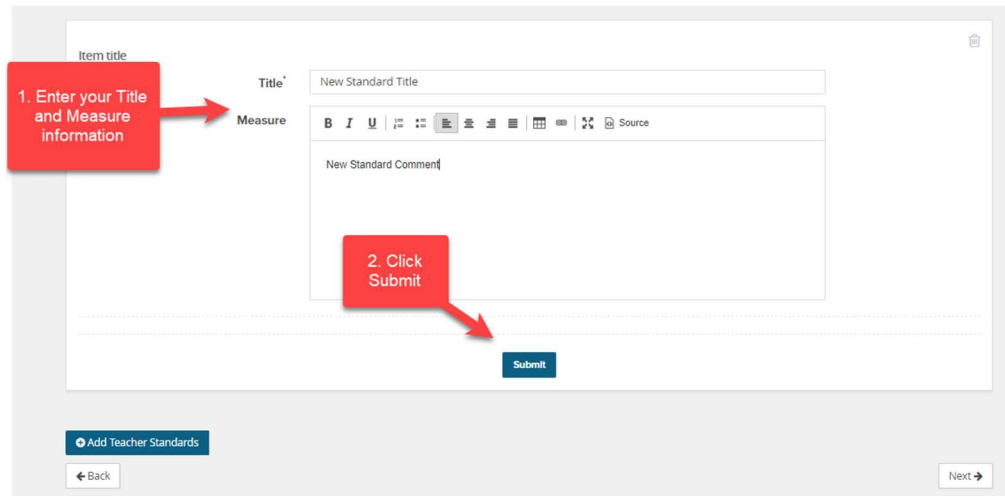 Item title
Title*
New Standard Title
1. Enter your Title
and Measure
information
Measure
B I U Source
New Standard Comment
2. Click
Submit
Submit
Add Teacher Standards
Back
Next